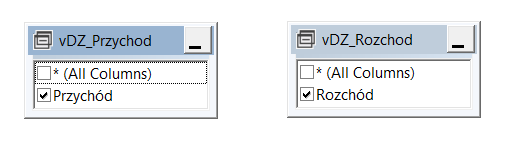 vDZ_Przychod
* (All Columns)
Przychód
vDZ_Rozchod
* (All Columns)
Rozchód